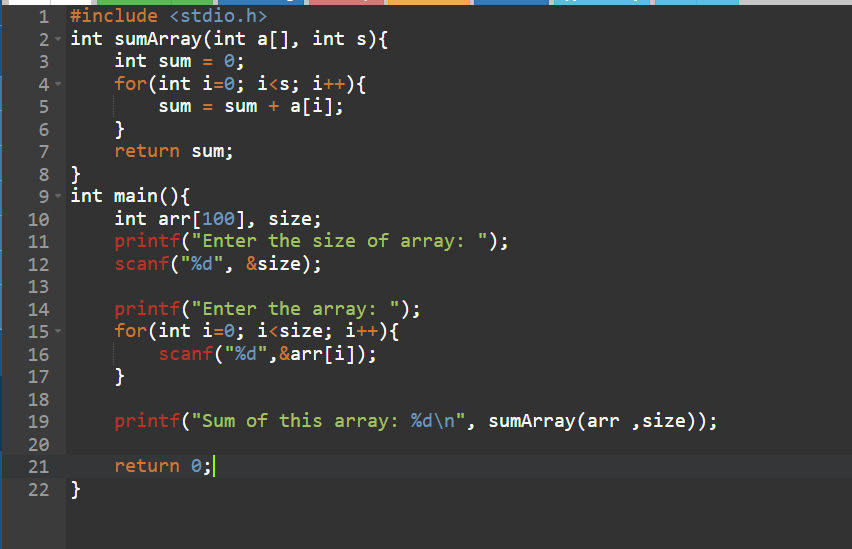 1 #include <stdio.h>
2 int sumArray(int a[], int s){
3     int sum = 0;
4     for(int i=0; i<s; i++){
5         sum = sum + a[i];
6     }
7     return sum;
8 }
9 int main(){
10     int arr[100], size;
11     printf("Enter the size of array: ");
12     scanf("%d", &size);
13
14     printf("Enter the array: ");
15     for(int i=0; i<size; i++){
16         scanf("%d",&arr[i]);
17     }
18
19     printf("Sum of this array: %d\n", sumArray(arr ,size));
20
21     return 0;
22 }